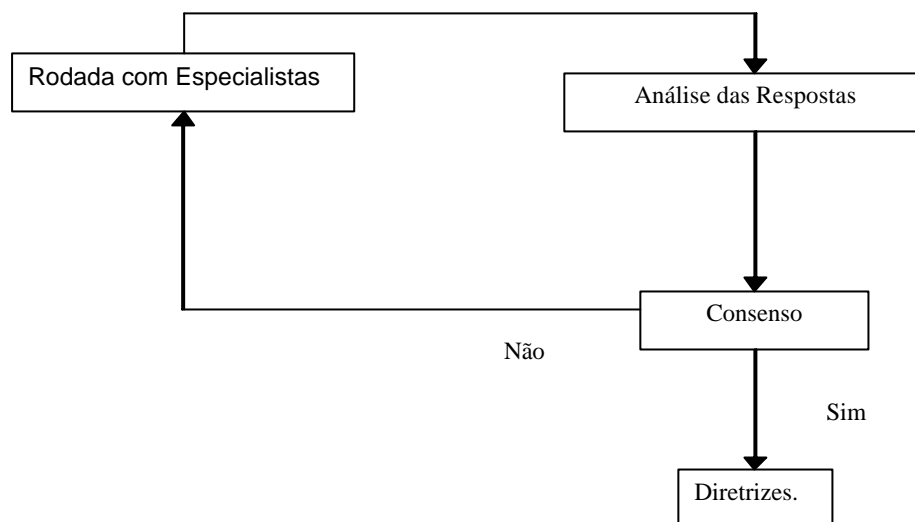 Rodada com Especialistas
Análise das Respostas
Consenso
Não
Sim
Diretrizes.